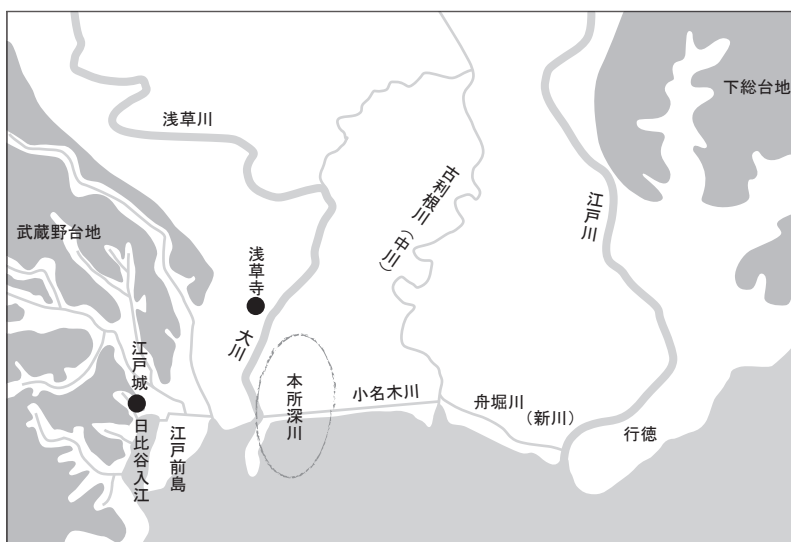 下総台地
浅草川
古利根川(中川)
江戸川
武蔵野台地
浅草寺
大川
江戸城
本所深川
小名木川
舟堀川
(新川)
行徳
日比谷入江
江戸前島